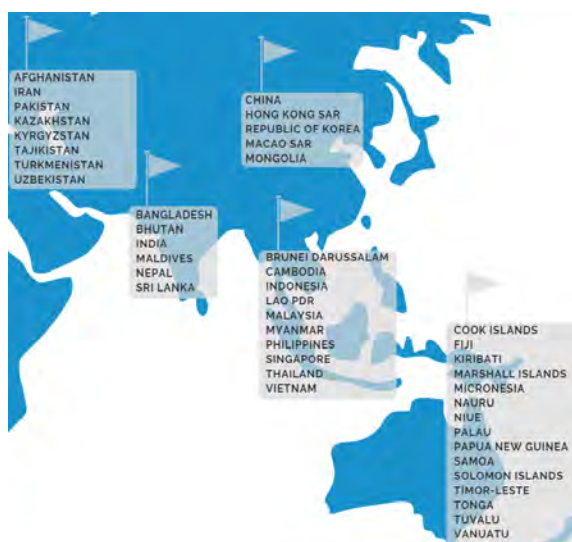 AFGHANISTAN
IRAN
PAKISTAN
KAZAKHSTAN
KYRGYZSTAN
TAJIKISTAN
TURKMENISTAN
UZBEKISTAN
CHINA
HONG KONG SAR
REPUBLIC OF KOREA
MACAO SAR
MONGOLIA
BANGLADESH
BHUTAN
INDIA
MALDIVES
NEPAL
SRI LANKA
BRUNEI DARUSSALAM
CAMBODIA
INDONESIA
LAO PDR
MALAYSIA
MYANMAR
PHILIPPINES
SINGAPORE
THAILAND
VIETNAM
COOK ISLANDS
FIJI
KIRIBATI
MARSHALL ISLANDS
MICRONESIA
NAURU
NIUE
PALAU
PAPUA NEW GUINEA
SAMOA
SOLOMON ISLANDS
TIMOR-LESTE
TONGA
TUVALU
VANUATU